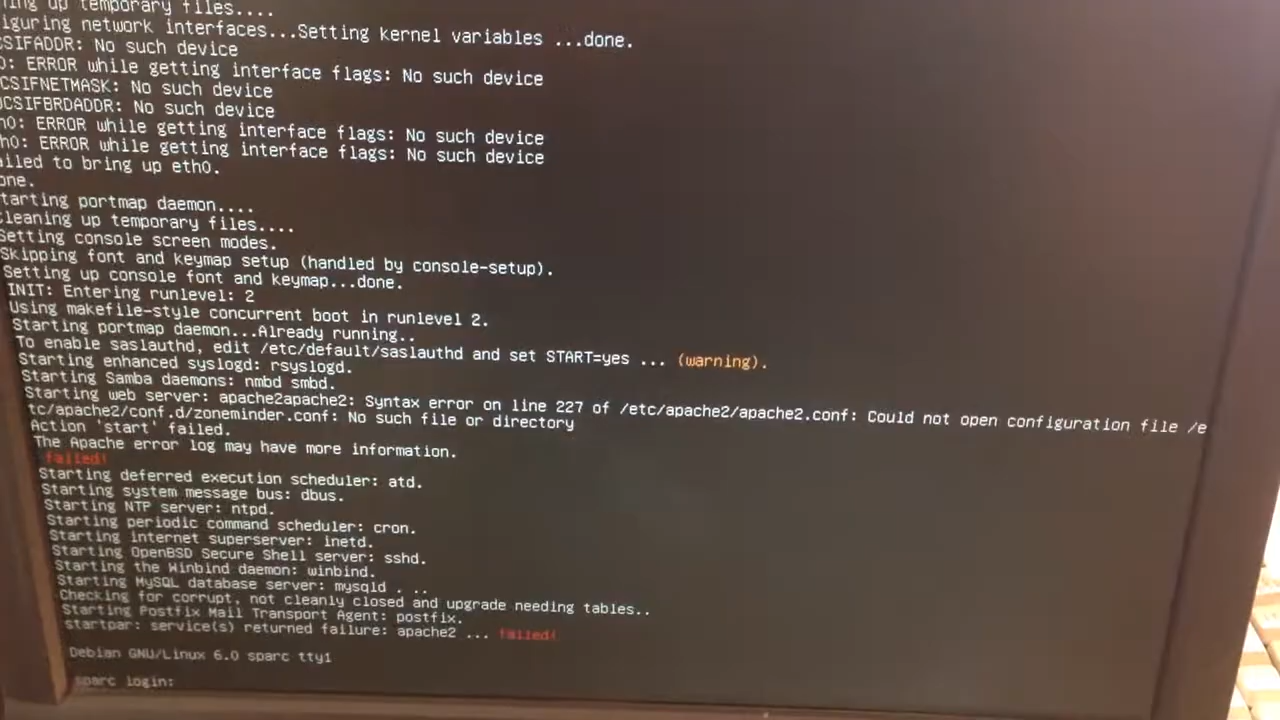 ning up temporary files....
iguring network interfaces...Setting kernel variables ...done.
CSIFADDR: No such device
0: ERROR while getting interface flags: No such device
CSIFNETMASK: No such device
OCSIFBRDADDR: No such device
h0: ERROR while getting interface flags: No such device
h0: ERROR while getting interface flags: No such device
ailed to bring up eth0.
one.
tarting portmap daemon....
Cleaning up temporary files....
Setting console screen modes.
Skipping font and keymap setup (handled by console-setup).
Setting up console font and keymap...done.
INIT: Entering runlevel: 2
Using makefile-style concurrent boot in runlevel 2.
Starting portmap daemon...Already running..
To enable saslauthd, edit /etc/default/saslauthd and set START=yes ... (warning).
Starting enhanced syslogd: rsyslogd.
Starting Samba daemons: nmbd smbd.
Starting web server: apache2apache2: Syntax error on line 227 of /etc/apache2/apache2.conf: Could not open configuration file /e
tc/apache2/conf.d/zoneminder.conf: No such file or directory
Action 'start' failed.
The Apache error log may have more information.
failed!
Starting deferred execution scheduler: atd.
Starting system message bus: dbus.
Starting NTP server: ntpd.
Starting periodic command scheduler: cron.
Starting internet superserver: inetd.
Starting OpenBSD Secure Shell server: sshd.
Starting the Winbind daemon: winbind.
Starting MySQL database server: mysqld . ..
Checking for corrupt, not cleanly closed and upgrade needing tables..
Starting Postfix Mail Transport Agent: postfix.
startpar: service(s) returned failure: apache2 ... failed!
Debian GNU/Linux 6.0 sparc tty1
sparc login: